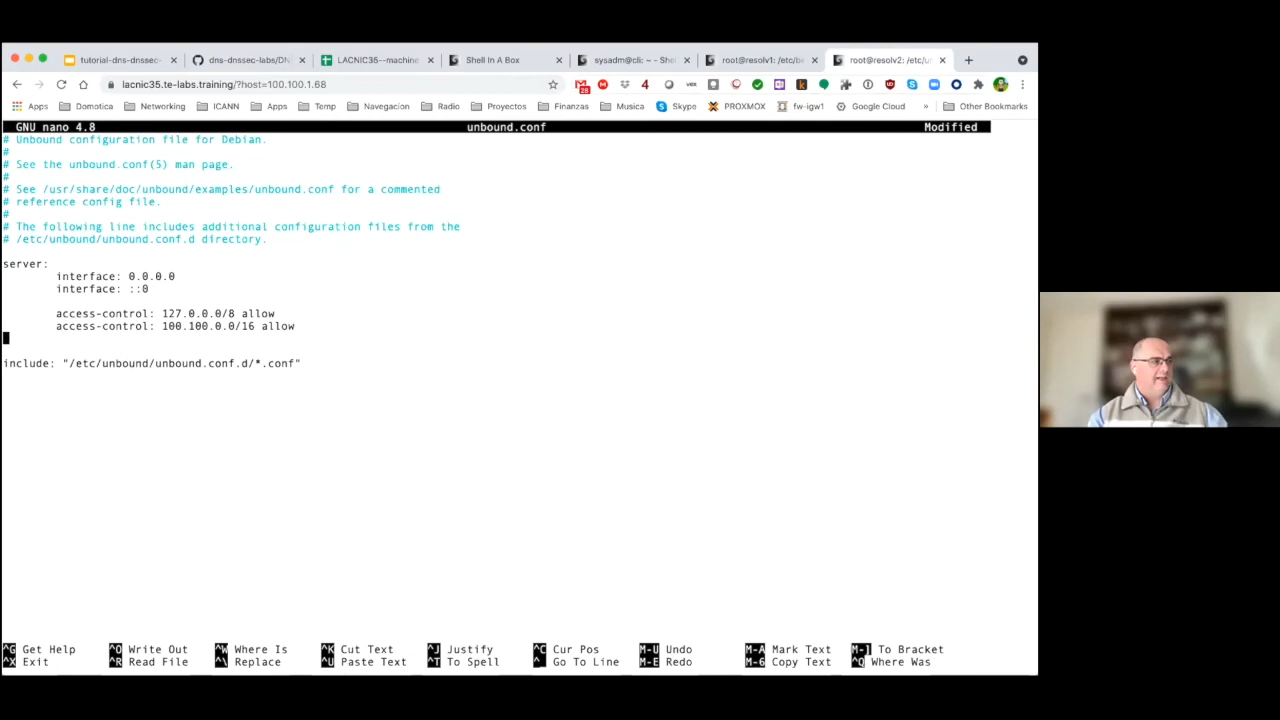 tutorial-dns-dnssec-
dns-dnssec-labs/DN
LACNIC35--machine
Shell In A Box
sysadm@cli: ~ - She
root@resolv1: /etc/be
root@resolv2: /etc/u
lacnic35.te-labs.training/?host=100.100.1.68
Apps Domotica Networking ICANN Apps Temp Navegacion Radio Proyectos Finanzas Musica Skype PROXMOX fw-igw1 Google Cloud » Other Bookmarks
GNU nano 4.8 unbound.conf Modified
# Unbound configuration file for Debian.
#
# See the unbound.conf(5) man page.
#
# See /usr/share/doc/unbound/examples/unbound.conf for a commented
# reference config file.
#
# The following line includes additional configuration files from the
# /etc/unbound/unbound.conf.d directory.
server:
interface: 0.0.0.0
interface: ::0
access-control: 127.0.0.0/8 allow
access-control: 100.100.0.0/16 allow
include: "/etc/unbound/unbound.conf.d/*.conf"
^G Get Help ^O Write Out ^W Where Is ^K Cut Text ^J Justify ^C Cur Pos M-U Undo M-A Mark Text M-] To Bracket
^X Exit ^R Read File ^\ Replace ^U Paste Text ^T To Spell ^_ Go To Line M-E Redo M-6 Copy Text ^Q Where Was